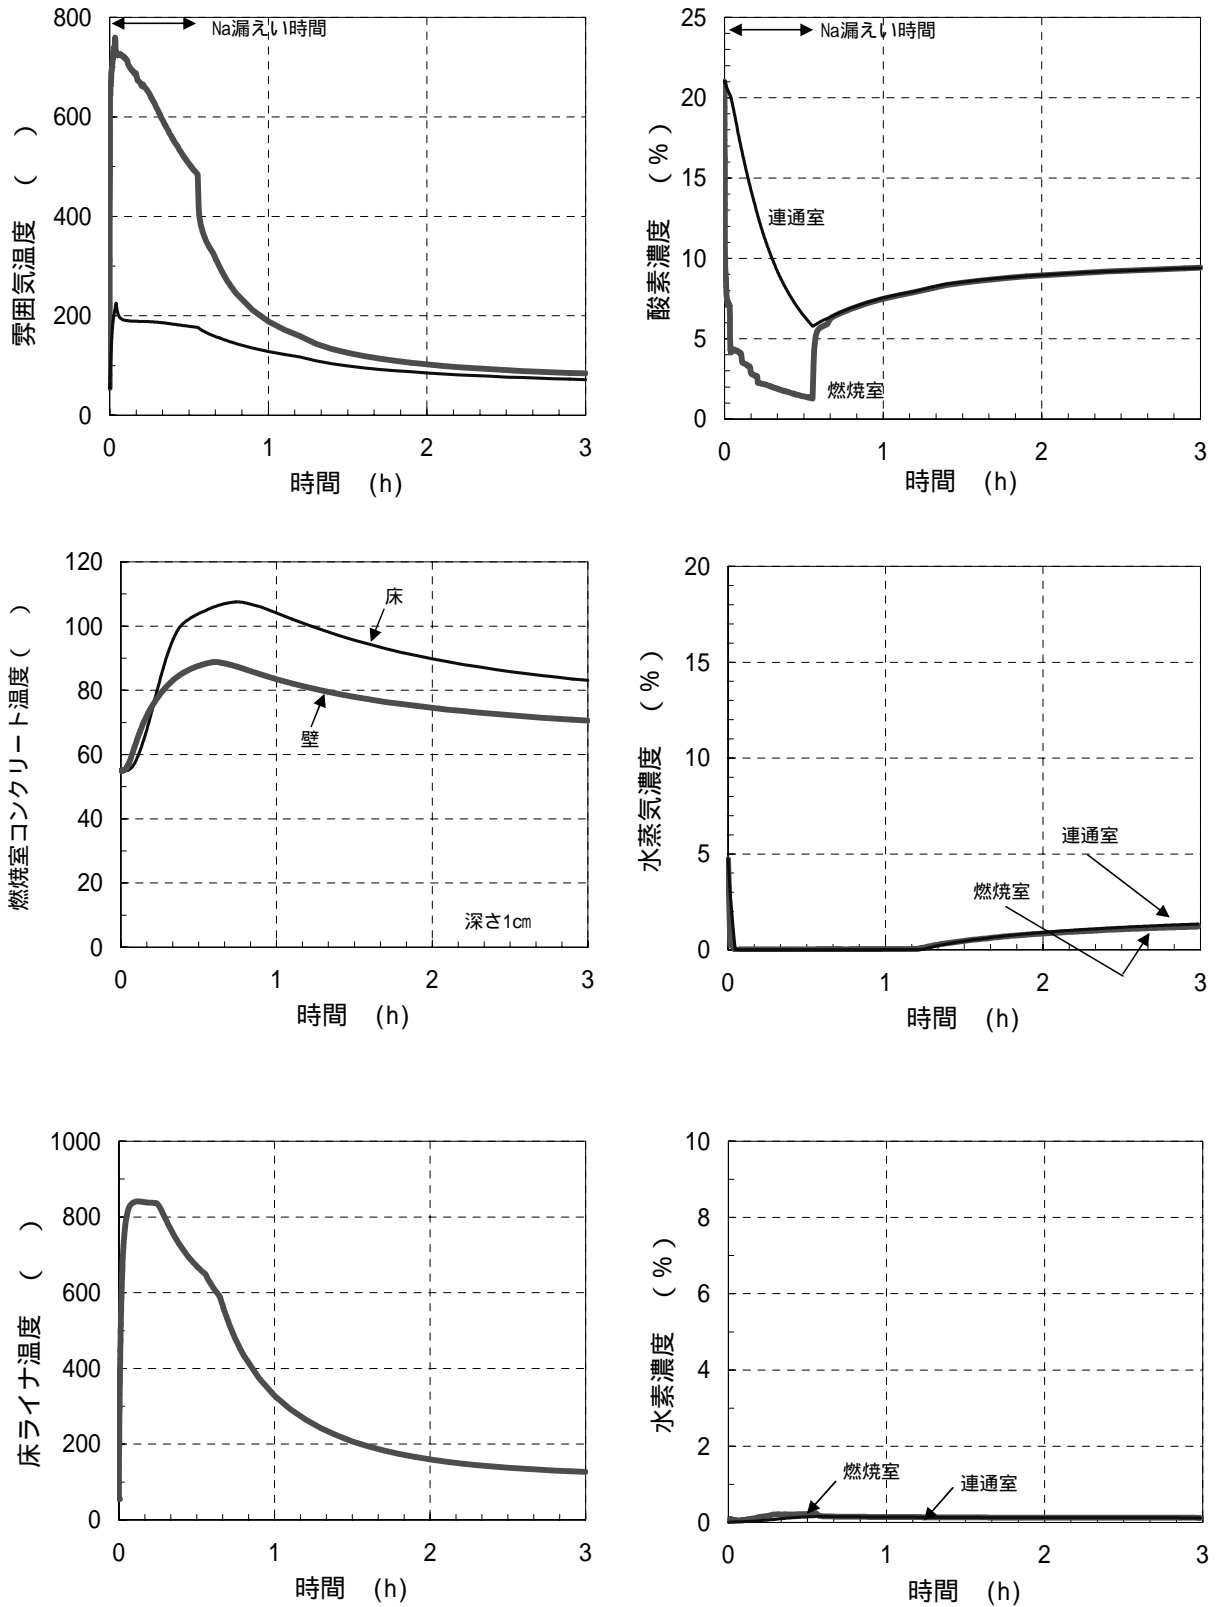 Na漏えい時間
雰囲気温度 ( )
800
600
400
200
0
0 1 2 3
時間 (h)
Na漏えい時間
連通室
燃焼室
酸素濃度 (%)
25
20
15
10
5
0
0 1 2 3
時間 (h)
燃焼室コンクリート温度( )
120
100
80
60
40
20
0
床
壁
深さ1cm
0 1 2 3
時間 (h)
水蒸気濃度 (%)
20
15
10
5
0
連通室
燃焼室
0 1 2 3
時間 (h)
床ライナ温度 ( )
1000
800
600
400
200
0
0 1 2 3
時間 (h)
水素濃度 (%)
10
8
6
4
2
0
燃焼室
連通室
0 1 2 3
時間 (h)